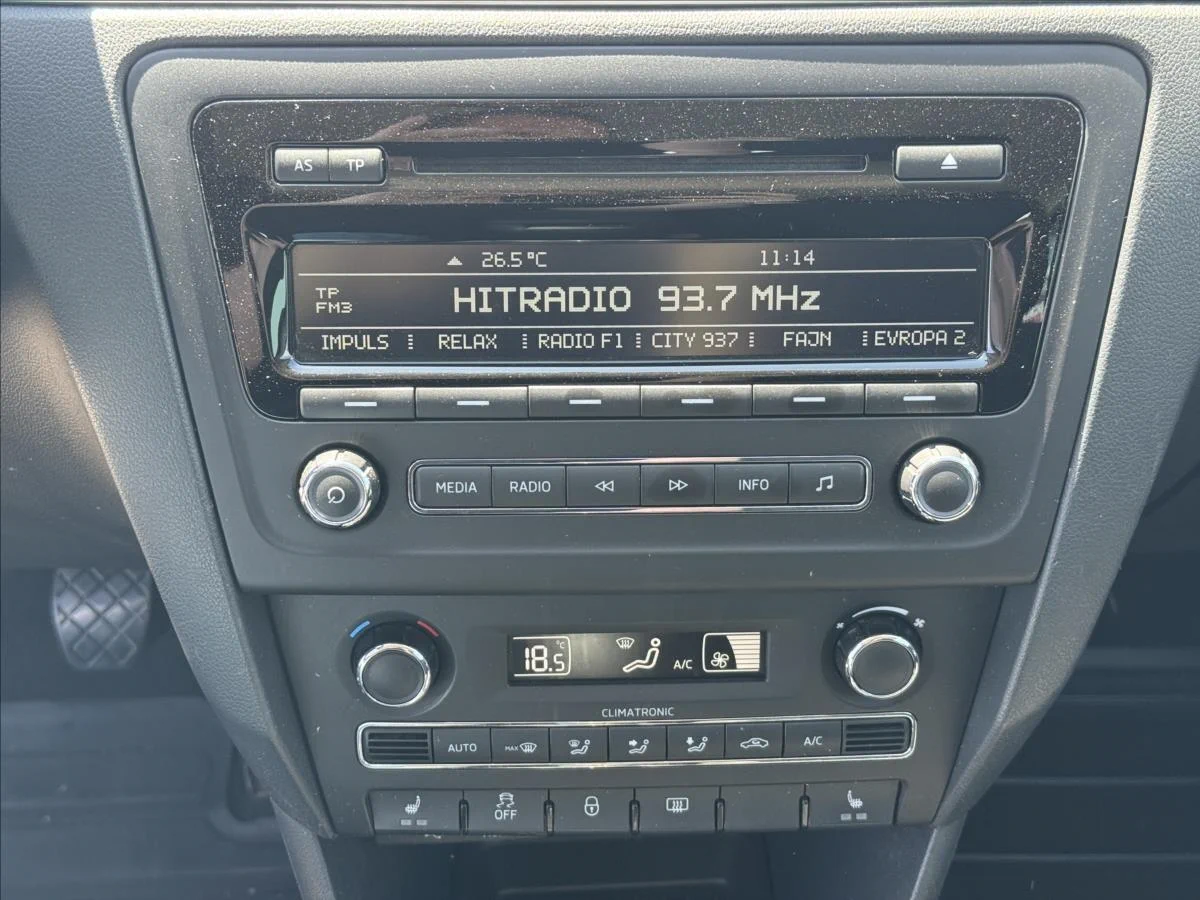 AS TP
26.5°C 11:14
TP
FM3
HITRADIO 93.7 MHz
IMPULS RELAX RADIO F1 CITY 937 FAJN EVROPA 2
MEDIA RADIO INFO
18.5 °C A/C
CLIMATRONIC
AUTO MAX A/C
OFF